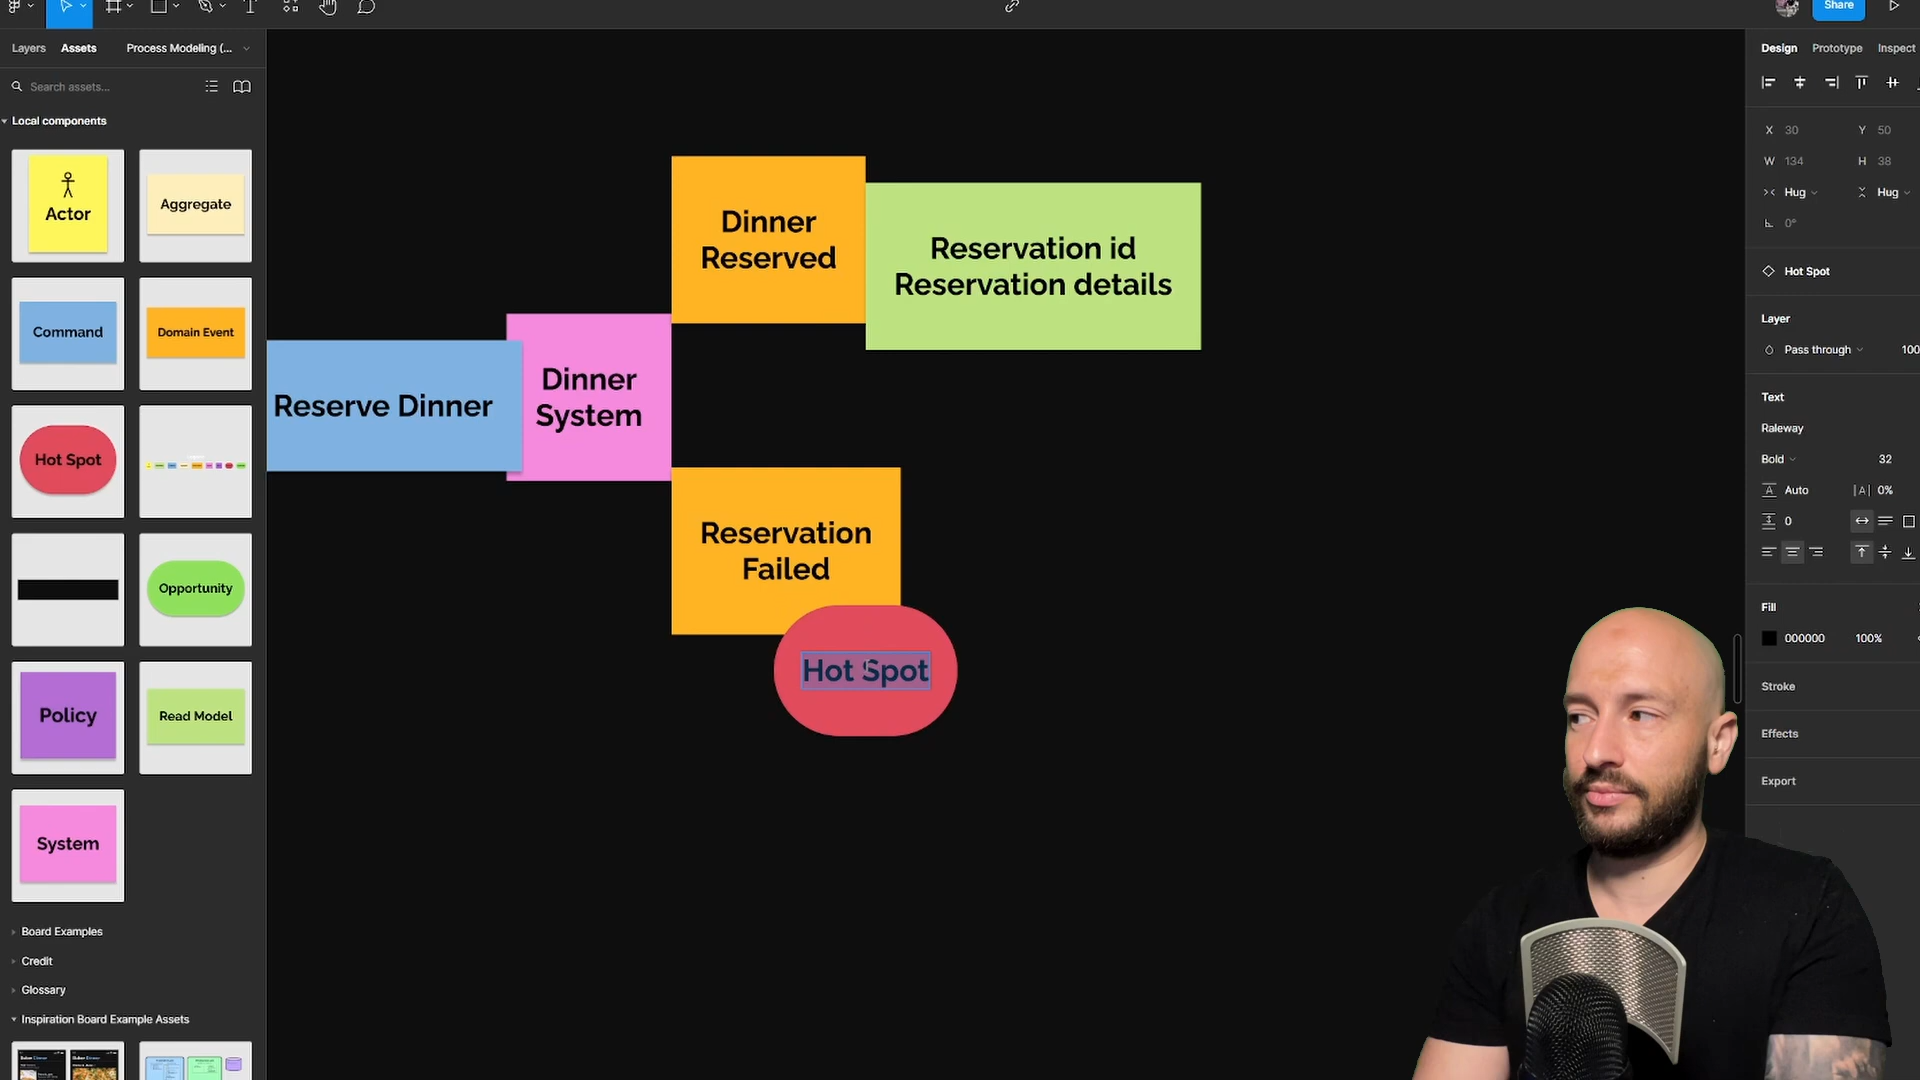 Share
Layers
Assets
Process Modeling (...
Design
Prototype
Inspect
Search assets...
Local components
Actor
Aggregate
Command
Domain Event
Hot Spot
Opportunity
Policy
Read Model
System
Board Examples
Credit
Glossary
Inspiration Board Example Assets
Dinner
Reserved
Reservation id
Reservation details
Reserve Dinner
Dinner
System
Reservation
Failed
Hot Spot
X 30
Y 50
W 134
H 38
Hug
Hug
0°
Hot Spot
Layer
Pass through
100
Text
Raleway
Bold
32
Auto
|A| 0%
0
Fill
000000
100%
Stroke
Effects
Export